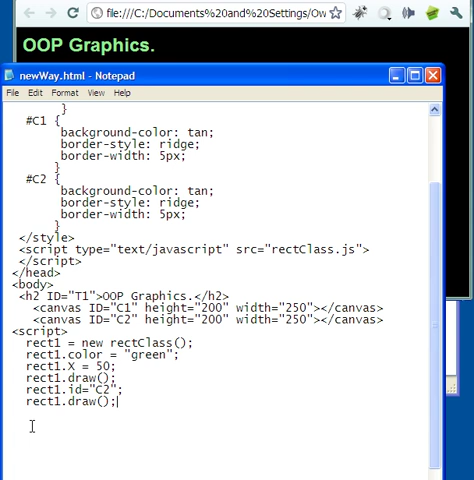 file:///C:/Documents%20and%20Settings/Ow
OOP Graphics.
newWay.html - Notepad
File Edit Format View Help
}
#C1 {
background-color: tan;
border-style: ridge;
border-width: 5px;
}
#C2 {
background-color: tan;
border-style: ridge;
border-width: 5px;
}
</style>
<script type="text/javascript" src="rectClass.js">
</script>
</head>
<body>
<h2 ID="T1">OOP Graphics.</h2>
<canvas ID="C1" height="200" width="250"></canvas>
<canvas ID="C2" height="200" width="250"></canvas>
<script>
rect1 = new rectClass();
rect1.color = "green";
rect1.X = 50;
rect1.draw();
rect1.id="C2";
rect1.draw();